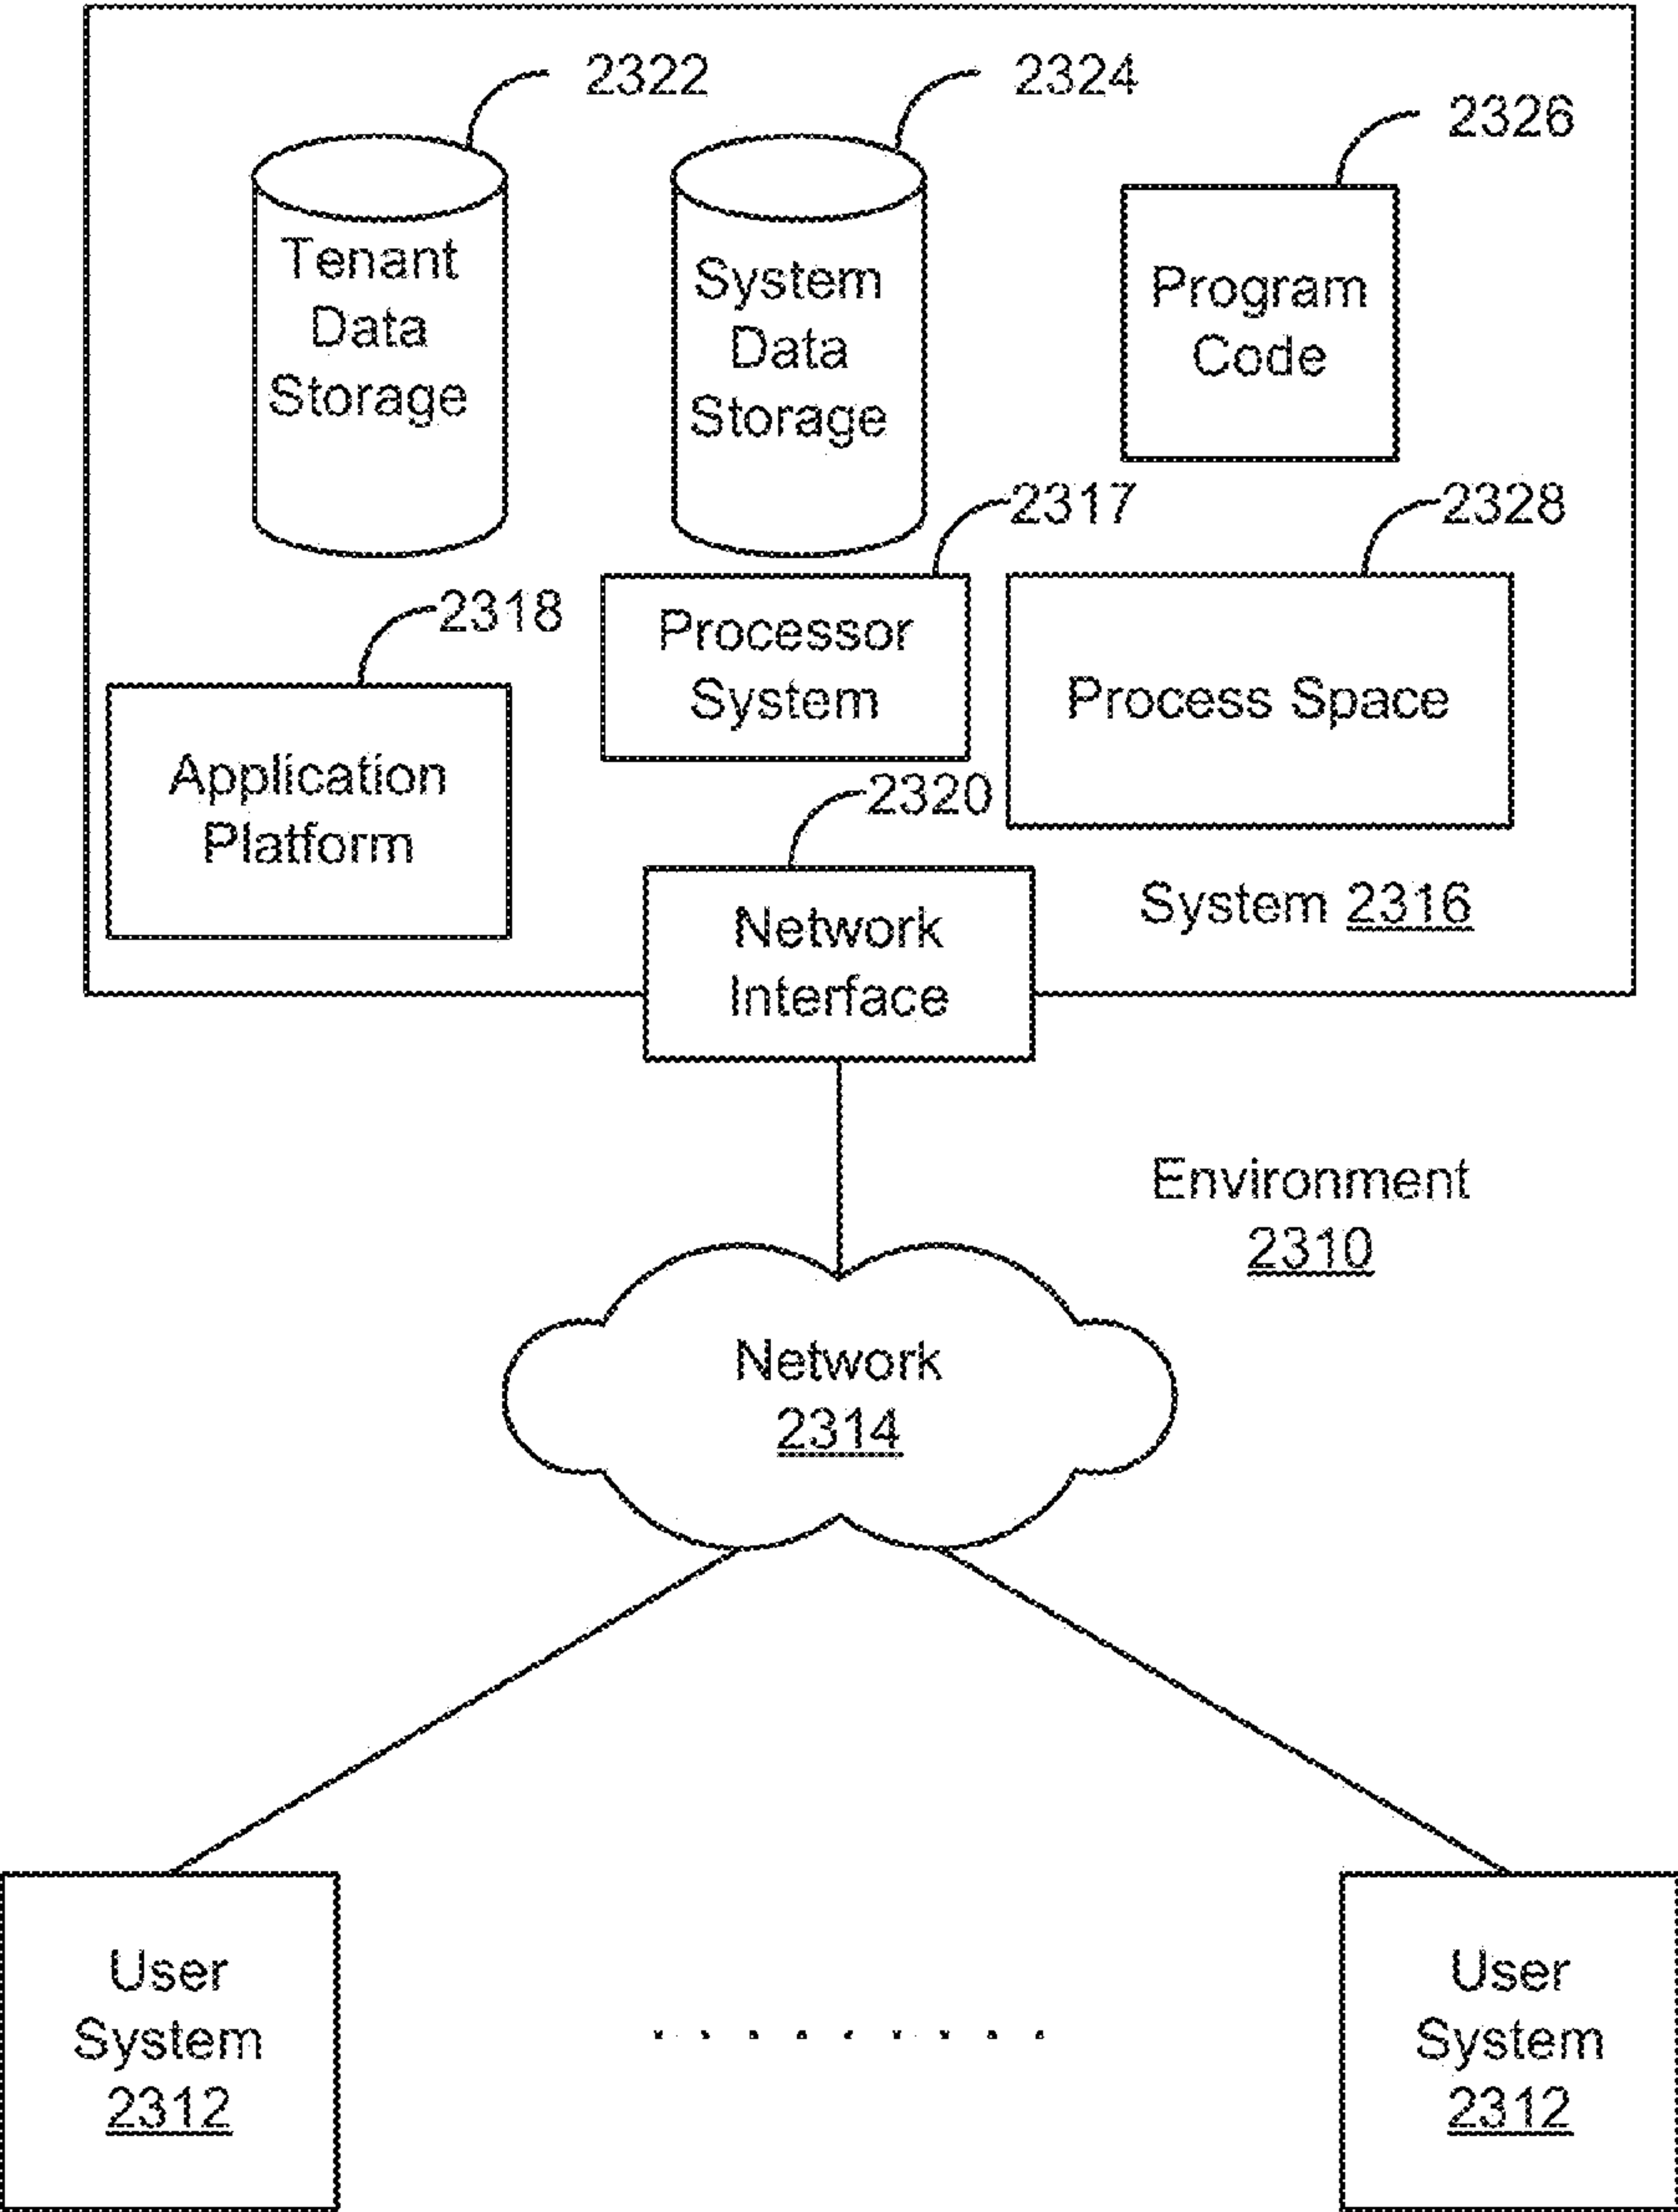 2322
2324
2326
Tenant
Data
Storage
System
Data
Storage
Program
Code
2317
2328
2318
Processor
System
Process Space
Application
Platform
2320
Network
Interface
System 2316
Environment
2310
Network
2314
User
System
2312
User
System
2312